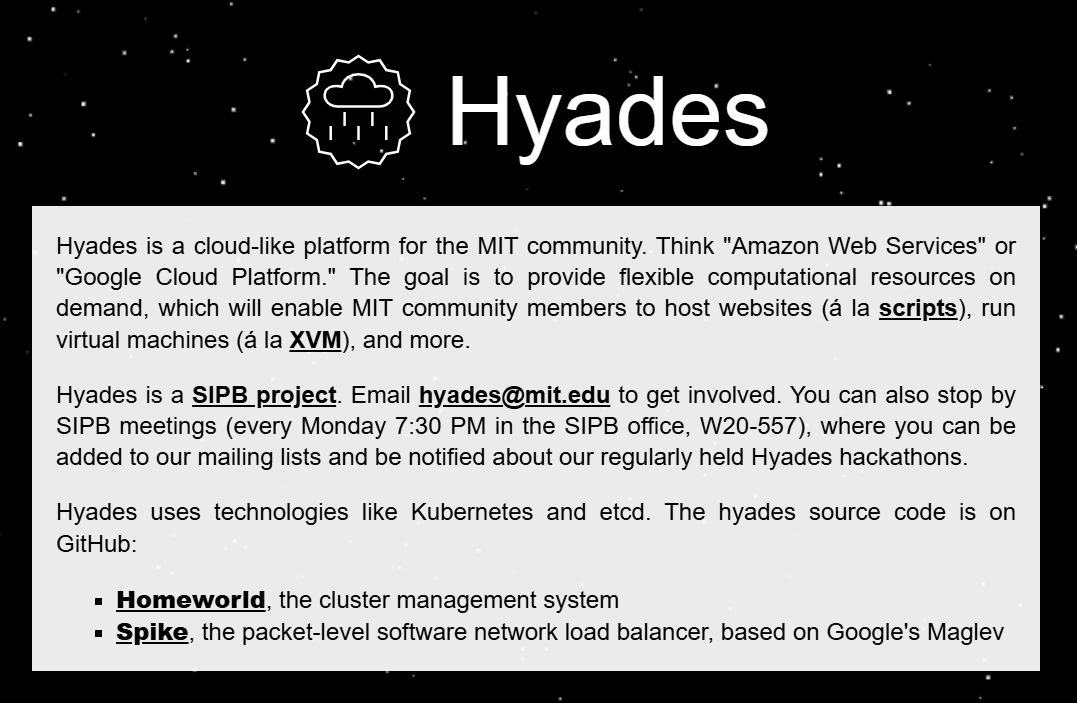 Hyades
Hyades is a cloud-like platform for the MIT community. Think "Amazon Web Services" or
"Google Cloud Platform." The goal is to provide flexible computational resources on
demand, which will enable MIT community members to host websites (á la scripts), run
virtual machines (á la XVM), and more.
Hyades is a SIPB project. Email hyades@mit.edu to get involved. You can also stop by
SIPB meetings (every Monday 7:30 PM in the SIPB office, W20-557), where you can be
added to our mailing lists and be notified about our regularly held Hyades hackathons.
Hyades uses technologies like Kubernetes and etcd. The hyades source code is on
GitHub:
Homeworld, the cluster management system
Spike, the packet-level software network load balancer, based on Google's Maglev